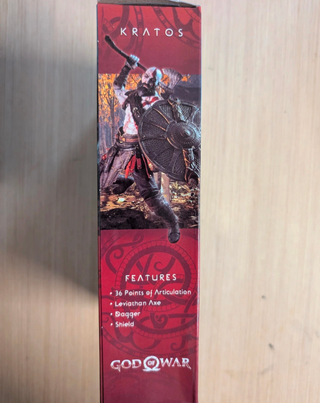 KRATOS
FEATURES
• 36 Points of Articulation
• Leviathan Axe
• Dagger
• Shield
GOD OF WAR